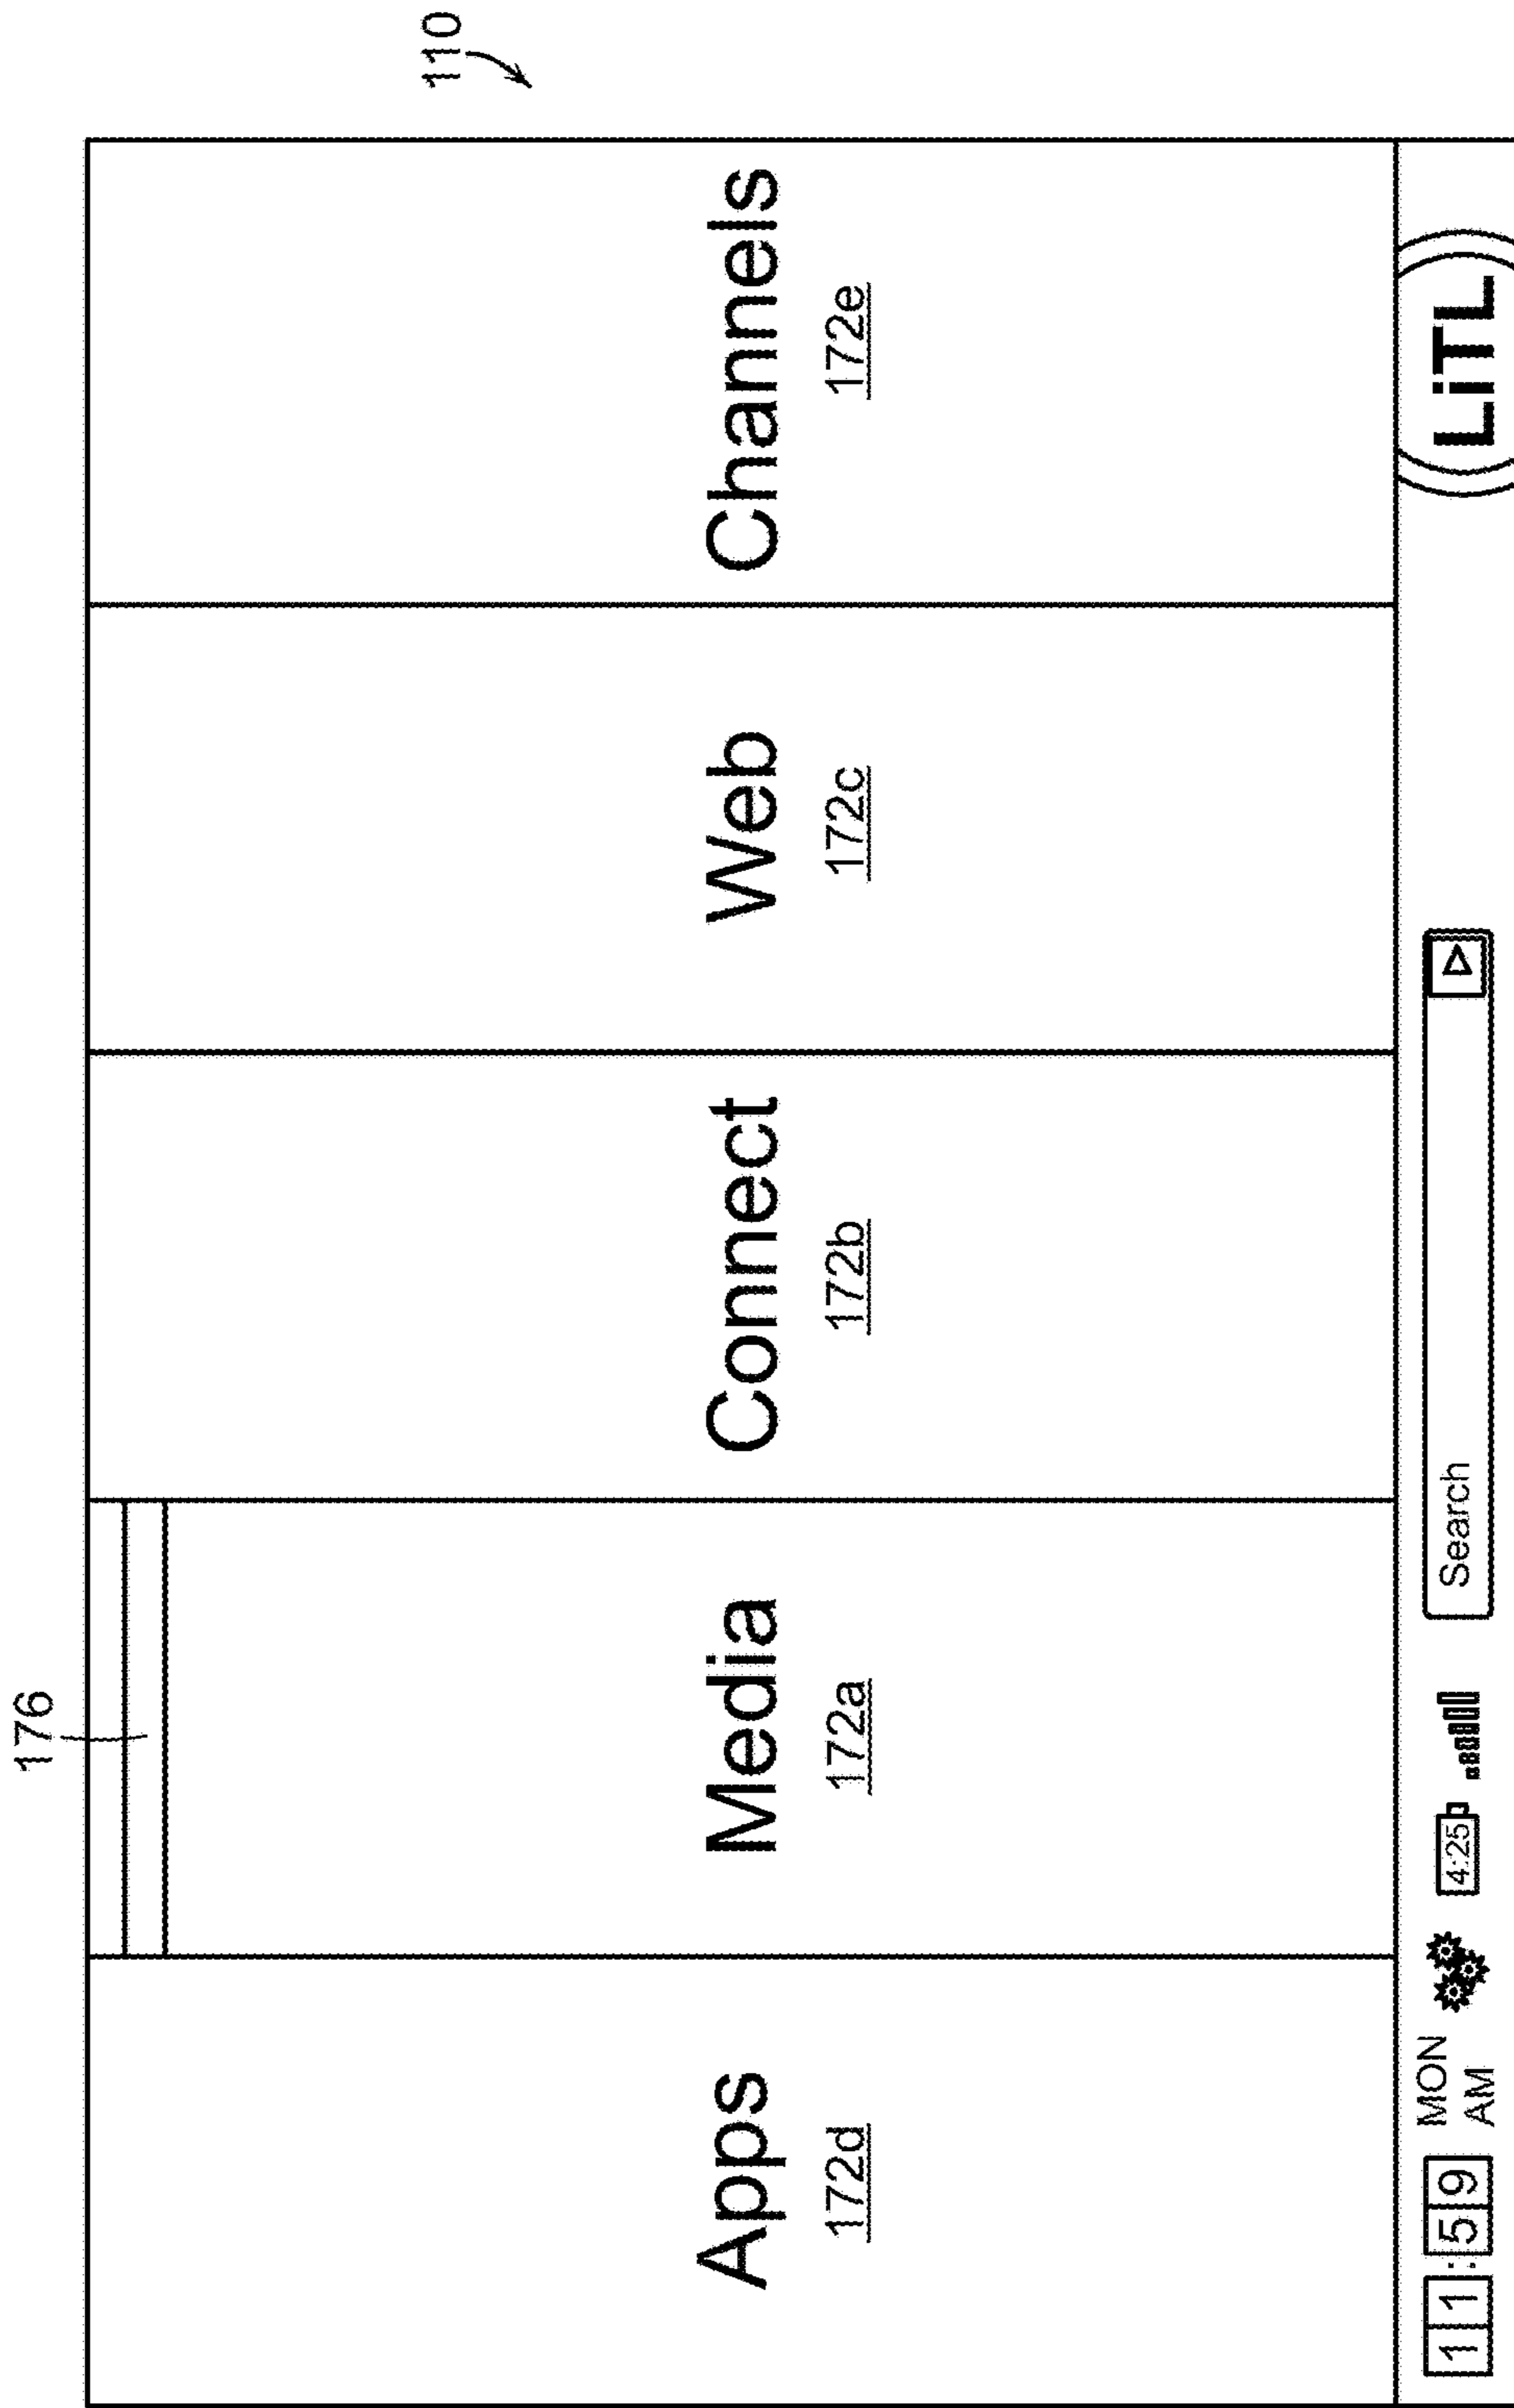 110
176
Apps
Media
Connect
Web
Channels
172d
172a
172b
172c
172e
11:59
MON
AM
4:25
Search
LiTL